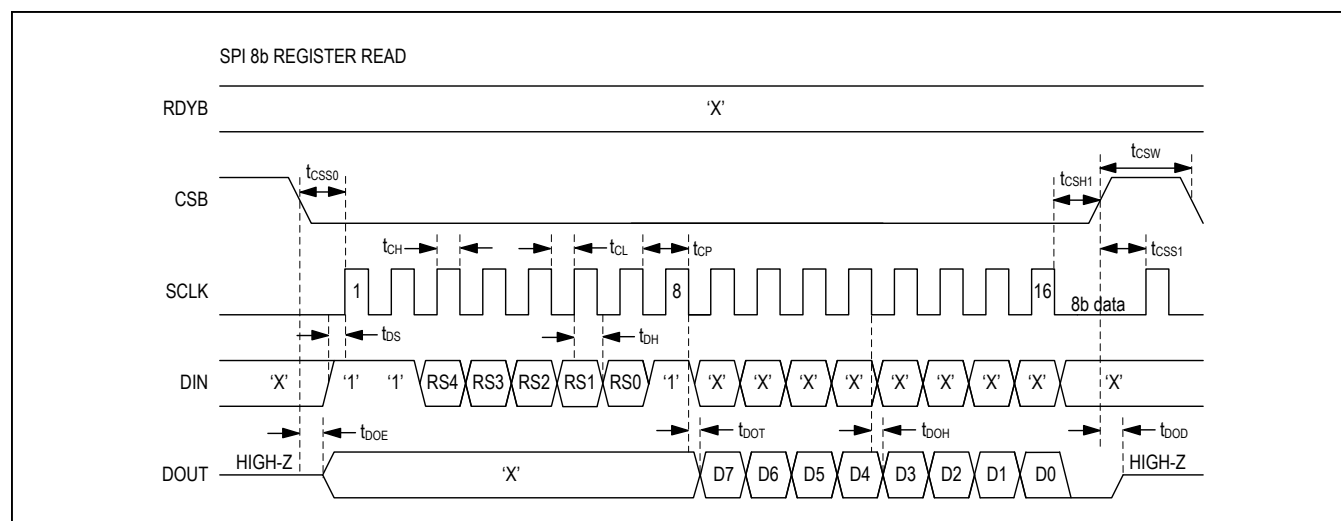 SPI 8b REGISTER READ
RDYB 'X'
tCSW
tCSS0 tCSH1
CSB
tCH tCL tCP tCSS1
SCLK 1 8 16 8b data
tDS tDH
DIN 'X' '1' '1' RS4 RS3 RS2 RS1 RS0 '1' 'X' 'X' 'X' 'X' 'X' 'X' 'X' 'X' 'X'
tDOE tDOT tDOH tDOD
HIGH-Z HIGH-Z
DOUT 'X' D7 D6 D5 D4 D3 D2 D1 D0